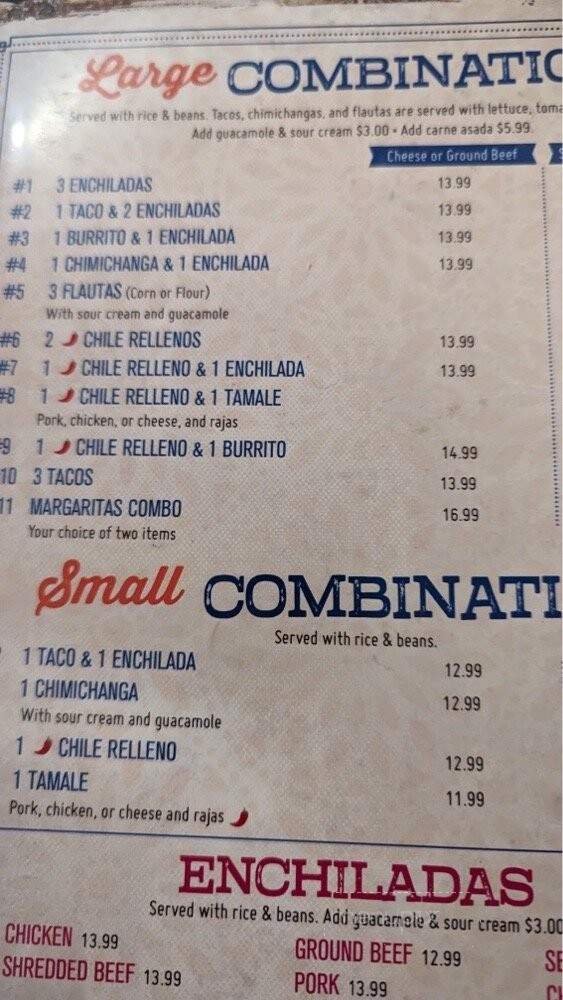 Large COMBINATIO
Served with rice & beans. Tacos, chimichangas, and flautas are served with lettuce, toma
Add guacamole & sour cream $3.00 • Add carne asada $5.99.
Cheese or Ground Beef
#1 3 ENCHILADAS 13.99
#2 1 TACO & 2 ENCHILADAS 13.99
#3 1 BURRITO & 1 ENCHILADA 13.99
#4 1 CHIMICHANGA & 1 ENCHILADA 13.99
#5 3 FLAUTAS (Corn or Flour)
With sour cream and guacamole
#6 2 CHILE RELLENOS 13.99
#7 1 CHILE RELLENO & 1 ENCHILADA 13.99
#8 1 CHILE RELLENO & 1 TAMALE
Pork, chicken, or cheese, and rajas
9 1 CHILE RELLENO & 1 BURRITO 14.99
10 3 TACOS 13.99
11 MARGARITAS COMBO 16.99
Your choice of two items
Small COMBINATI
Served with rice & beans.
1 TACO & 1 ENCHILADA 12.99
1 CHIMICHANGA 12.99
With sour cream and guacamole
1 CHILE RELLENO 12.99
1 TAMALE 11.99
Pork, chicken, or cheese and rajas
ENCHILADAS
Served with rice & beans. Add guacamole & sour cream $3.00
CHICKEN 13.99 GROUND BEEF 12.99 SE
SHREDDED BEEF 13.99 PORK 13.99